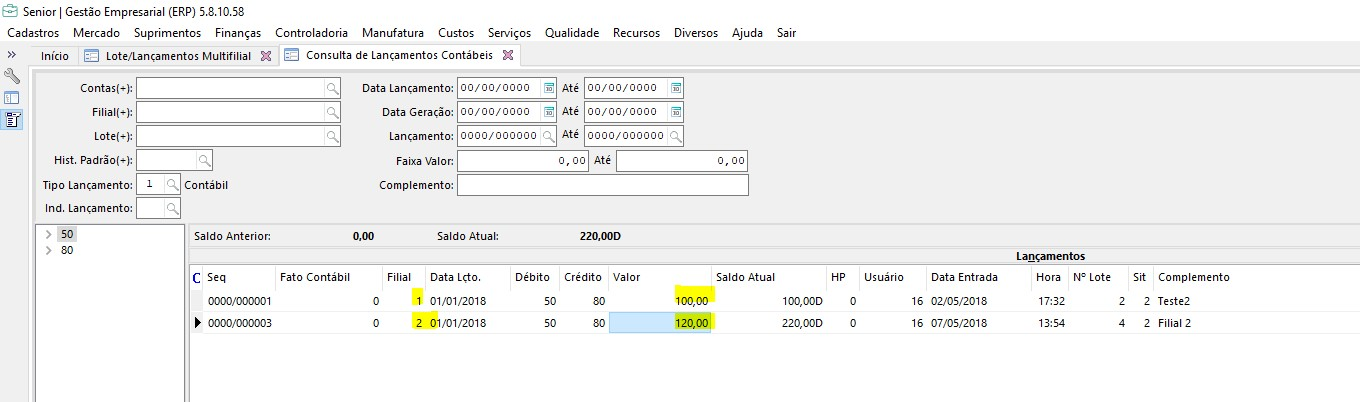 Senior | Gestão Empresarial (ERP) 5.8.10.58
Cadastros Mercado Suprimentos Finanças Controladoria Manufatura Custos Serviços Qualidade Recursos Diversos Ajuda Sair
Início Lote/Lançamentos Multifilial Consulta de Lançamentos Contábeis
Contas(+): Data Lançamento: 00/00/0000 Até 00/00/0000
Filial(+): Data Geração: 00/00/0000 Até 00/00/0000
Lote(+): Lançamento: 0000/000000 Até 0000/000000
Hist. Padrão(+): Faixa Valor: 0,00 Até 0,00
Tipo Lançamento: 1 Contábil Complemento:
Ind. Lançamento:
50
80
Saldo Anterior: 0,00 Saldo Atual: 220,00D
Lançamentos
C Seq Fato Contábil Filial Data Lçto. Débito Crédito Valor Saldo Atual HP Usuário Data Entrada Hora Nº Lote Sit Complemento
0000/000001 0 1 01/01/2018 50 80 100,00 100,00D 0 16 02/05/2018 17:32 2 2 Teste2
0000/000003 0 2 01/01/2018 50 80 120,00 220,00D 0 16 07/05/2018 13:54 4 2 Filial 2